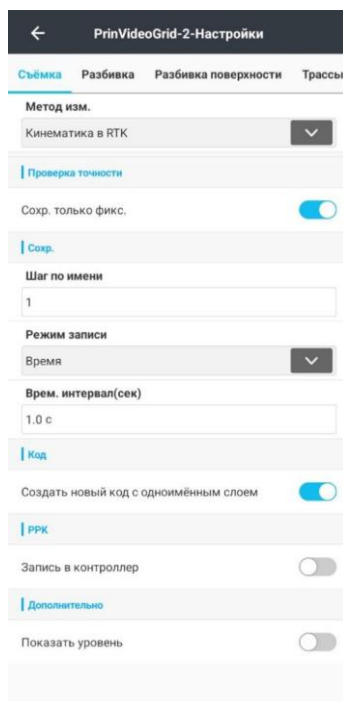 PrinVideoGrid-2-Настройки
Съёмка Разбивка Разбивка поверхности Трассы
Метод изм.
Кинематика в RTK
Проверка точности
Сохр. только фикс.
Сохр.
Шаг по имени
1
Режим записи
Время
Врем. интервал(сек)
1.0 с
Код
Создать новый код с одноимённым слоем
PPK
Запись в контроллер
Дополнительно
Показать уровень